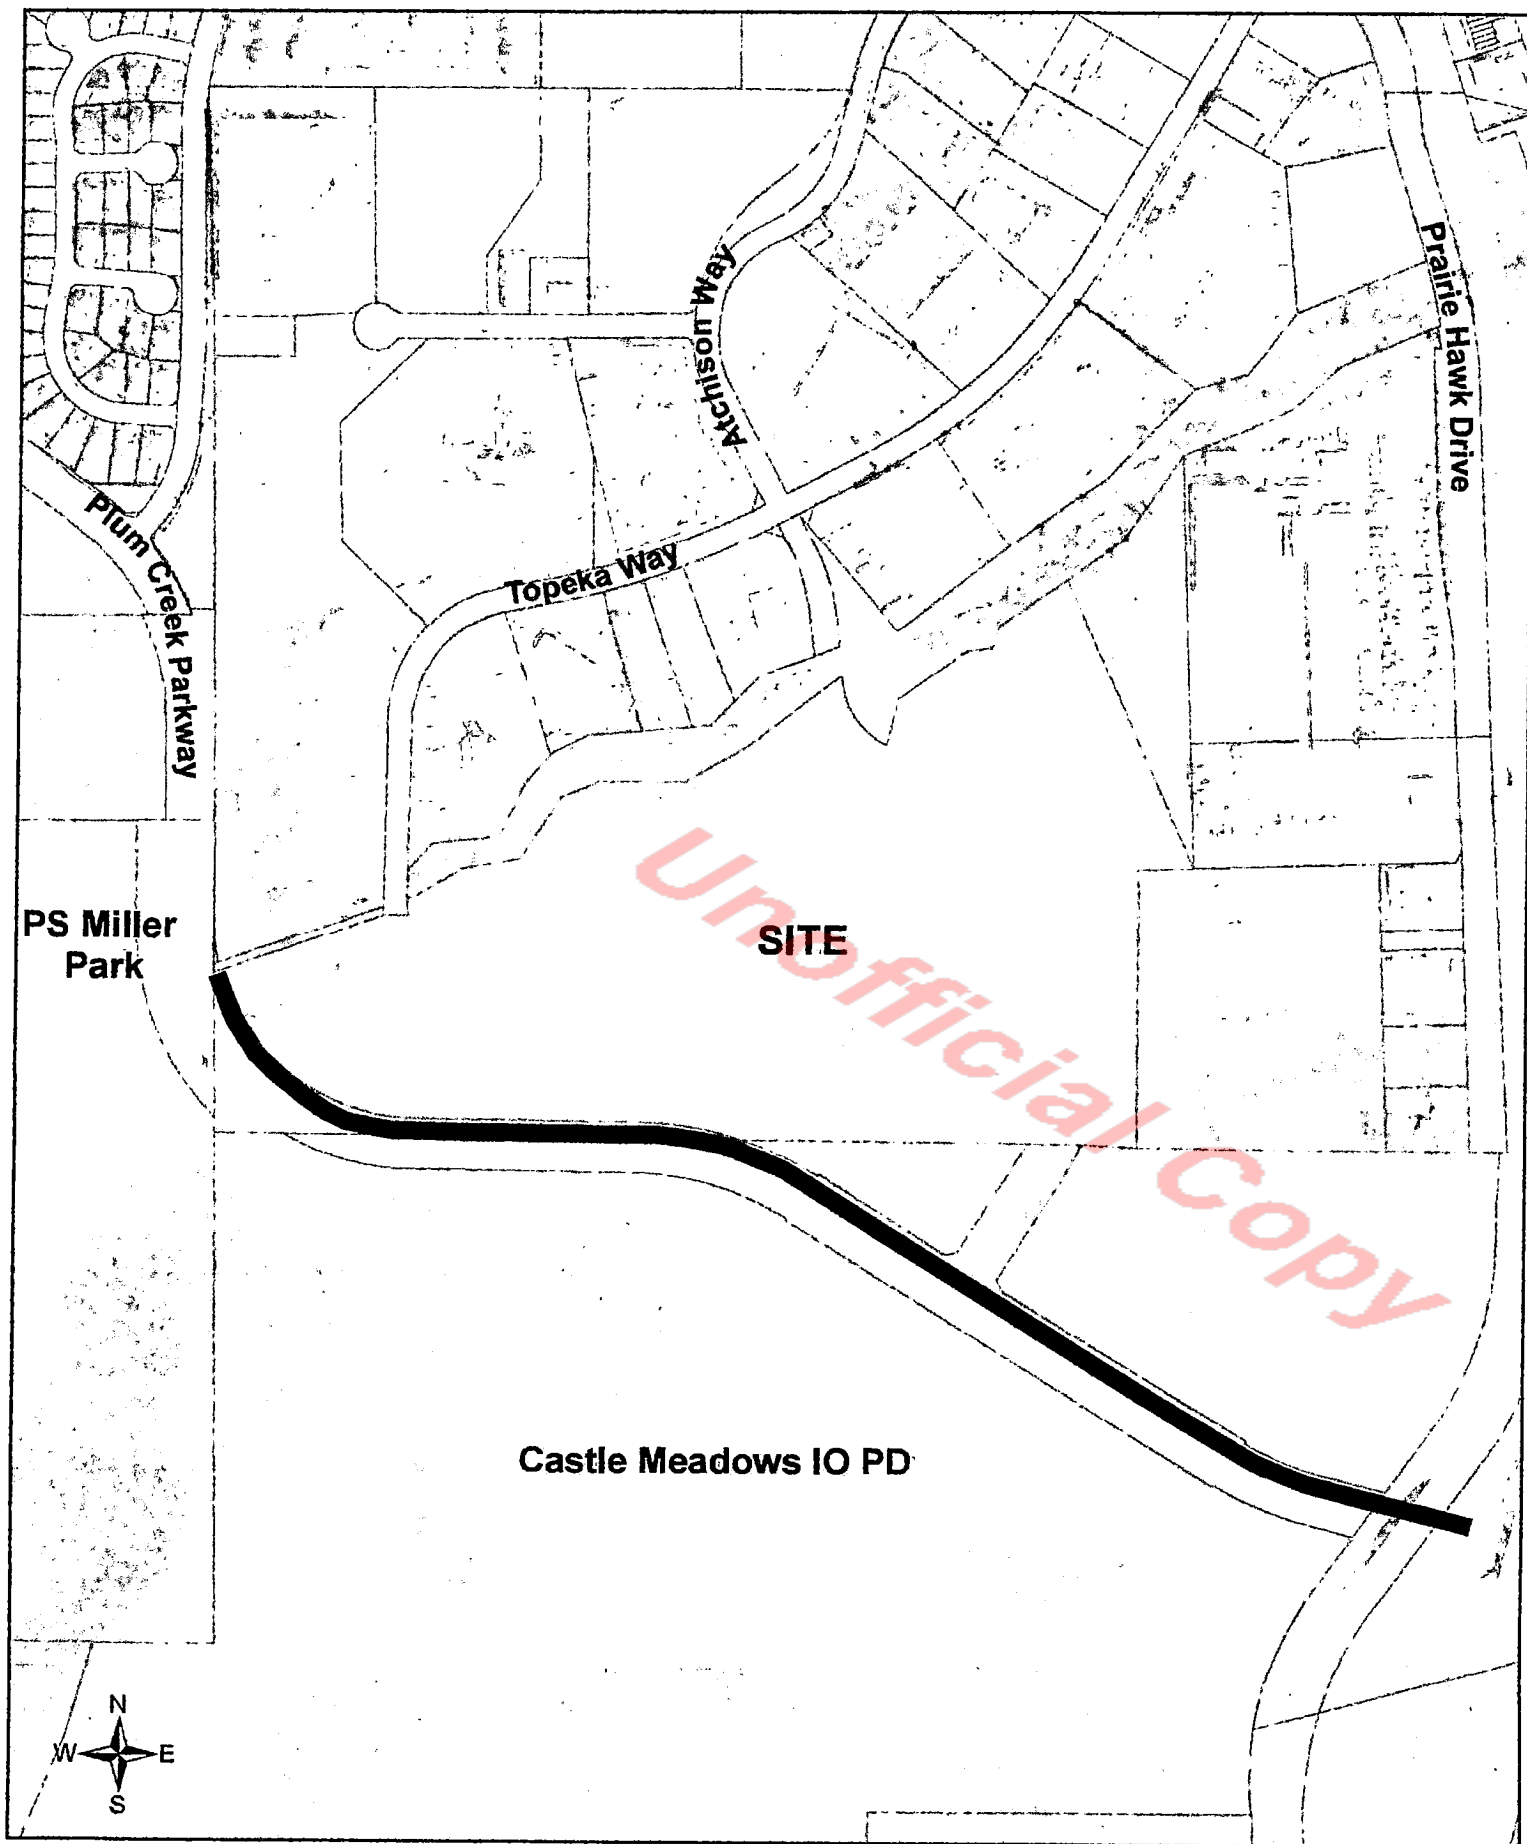 Prairie Hawk Drive
Atchison Way
Plum Creek Parkway
Topeka Way
PS Miller
Park
SITE
Unofficial Copy
Castle Meadows IO PD
N
W E
S